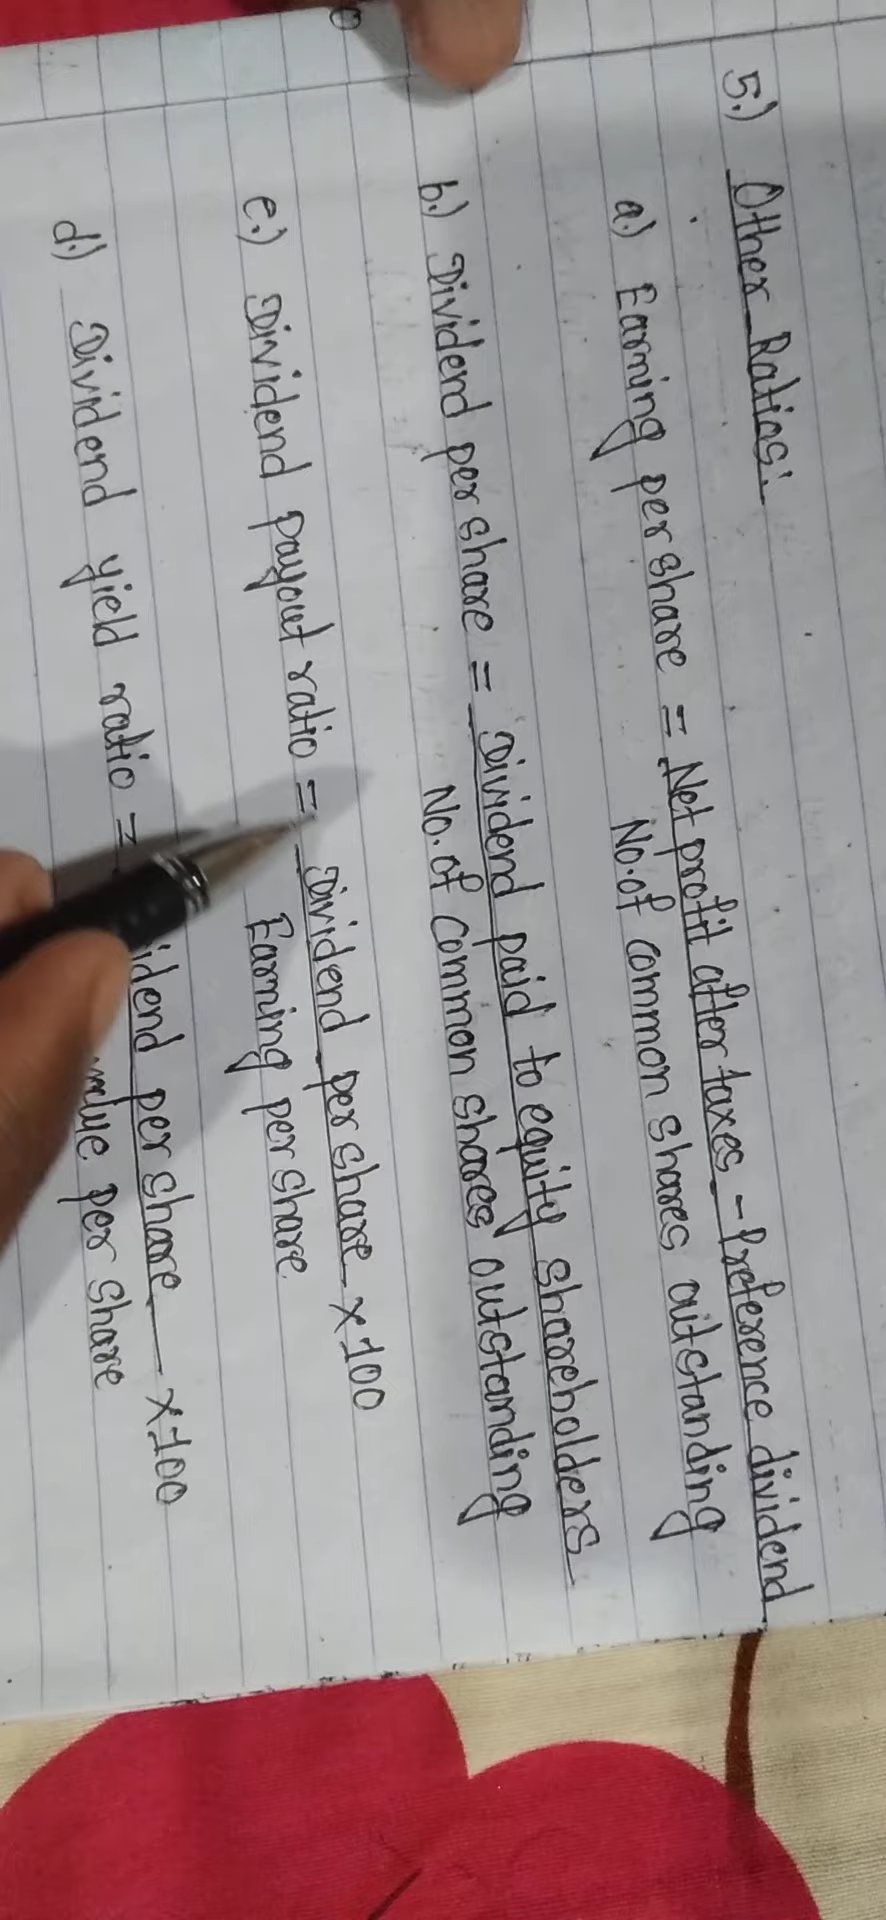 5.) Other Ratios:
a.) Earning per share = Net profit after taxes - Preference dividend
No. of common shares outstanding
b.) Dividend per share = Dividend paid to equity shareholders
No. of common shares outstanding
c.) Dividend payout ratio = Dividend per share × 100
Earning per share
d.) Dividend yield ratio = idend per share × 100
per share